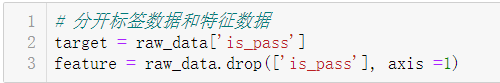 1 # 分开标签数据和特征数据
2 target = raw_data['is_pass']
3 feature = raw_data.drop(['is_pass'], axis =1)